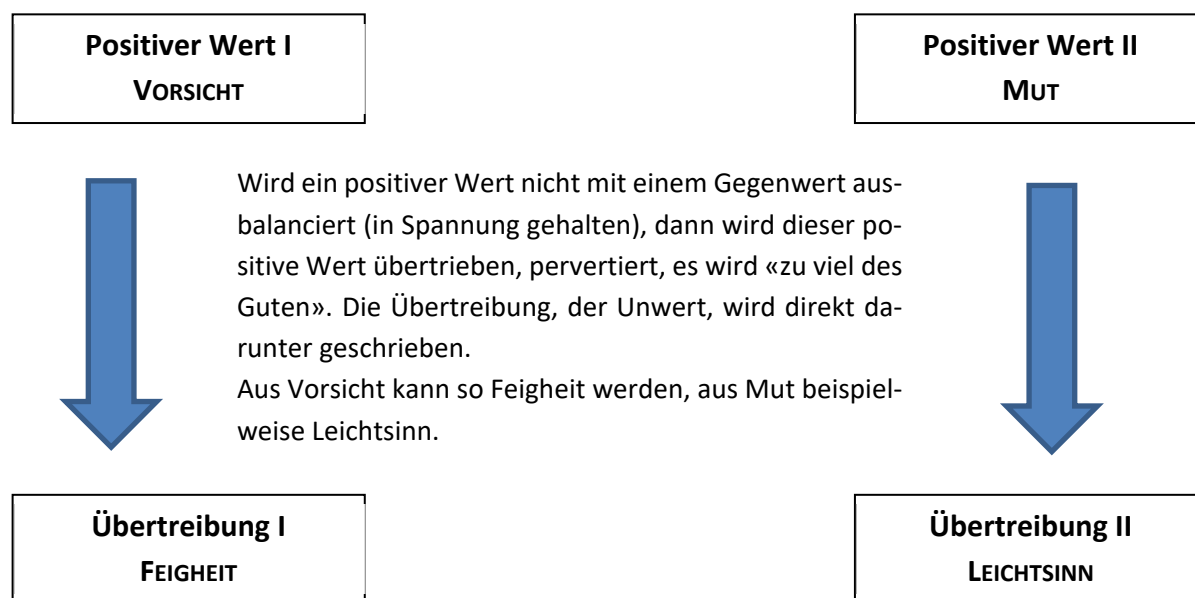 Positiver Wert I
VORSICHT
Positiver Wert II
MUT
Wird ein positiver Wert nicht mit einem Gegenwert aus-
balanciert (in Spannung gehalten), dann wird dieser po-
sitive Wert übertrieben, pervertiert, es wird «zu viel des
Guten». Die Übertreibung, der Unwert, wird direkt da-
runter geschrieben.
Aus Vorsicht kann so Feigheit werden, aus Mut beispiel-
weise Leichtsinn.
Übertreibung I
FEIGHEIT
Übertreibung II
LEICHTSINN